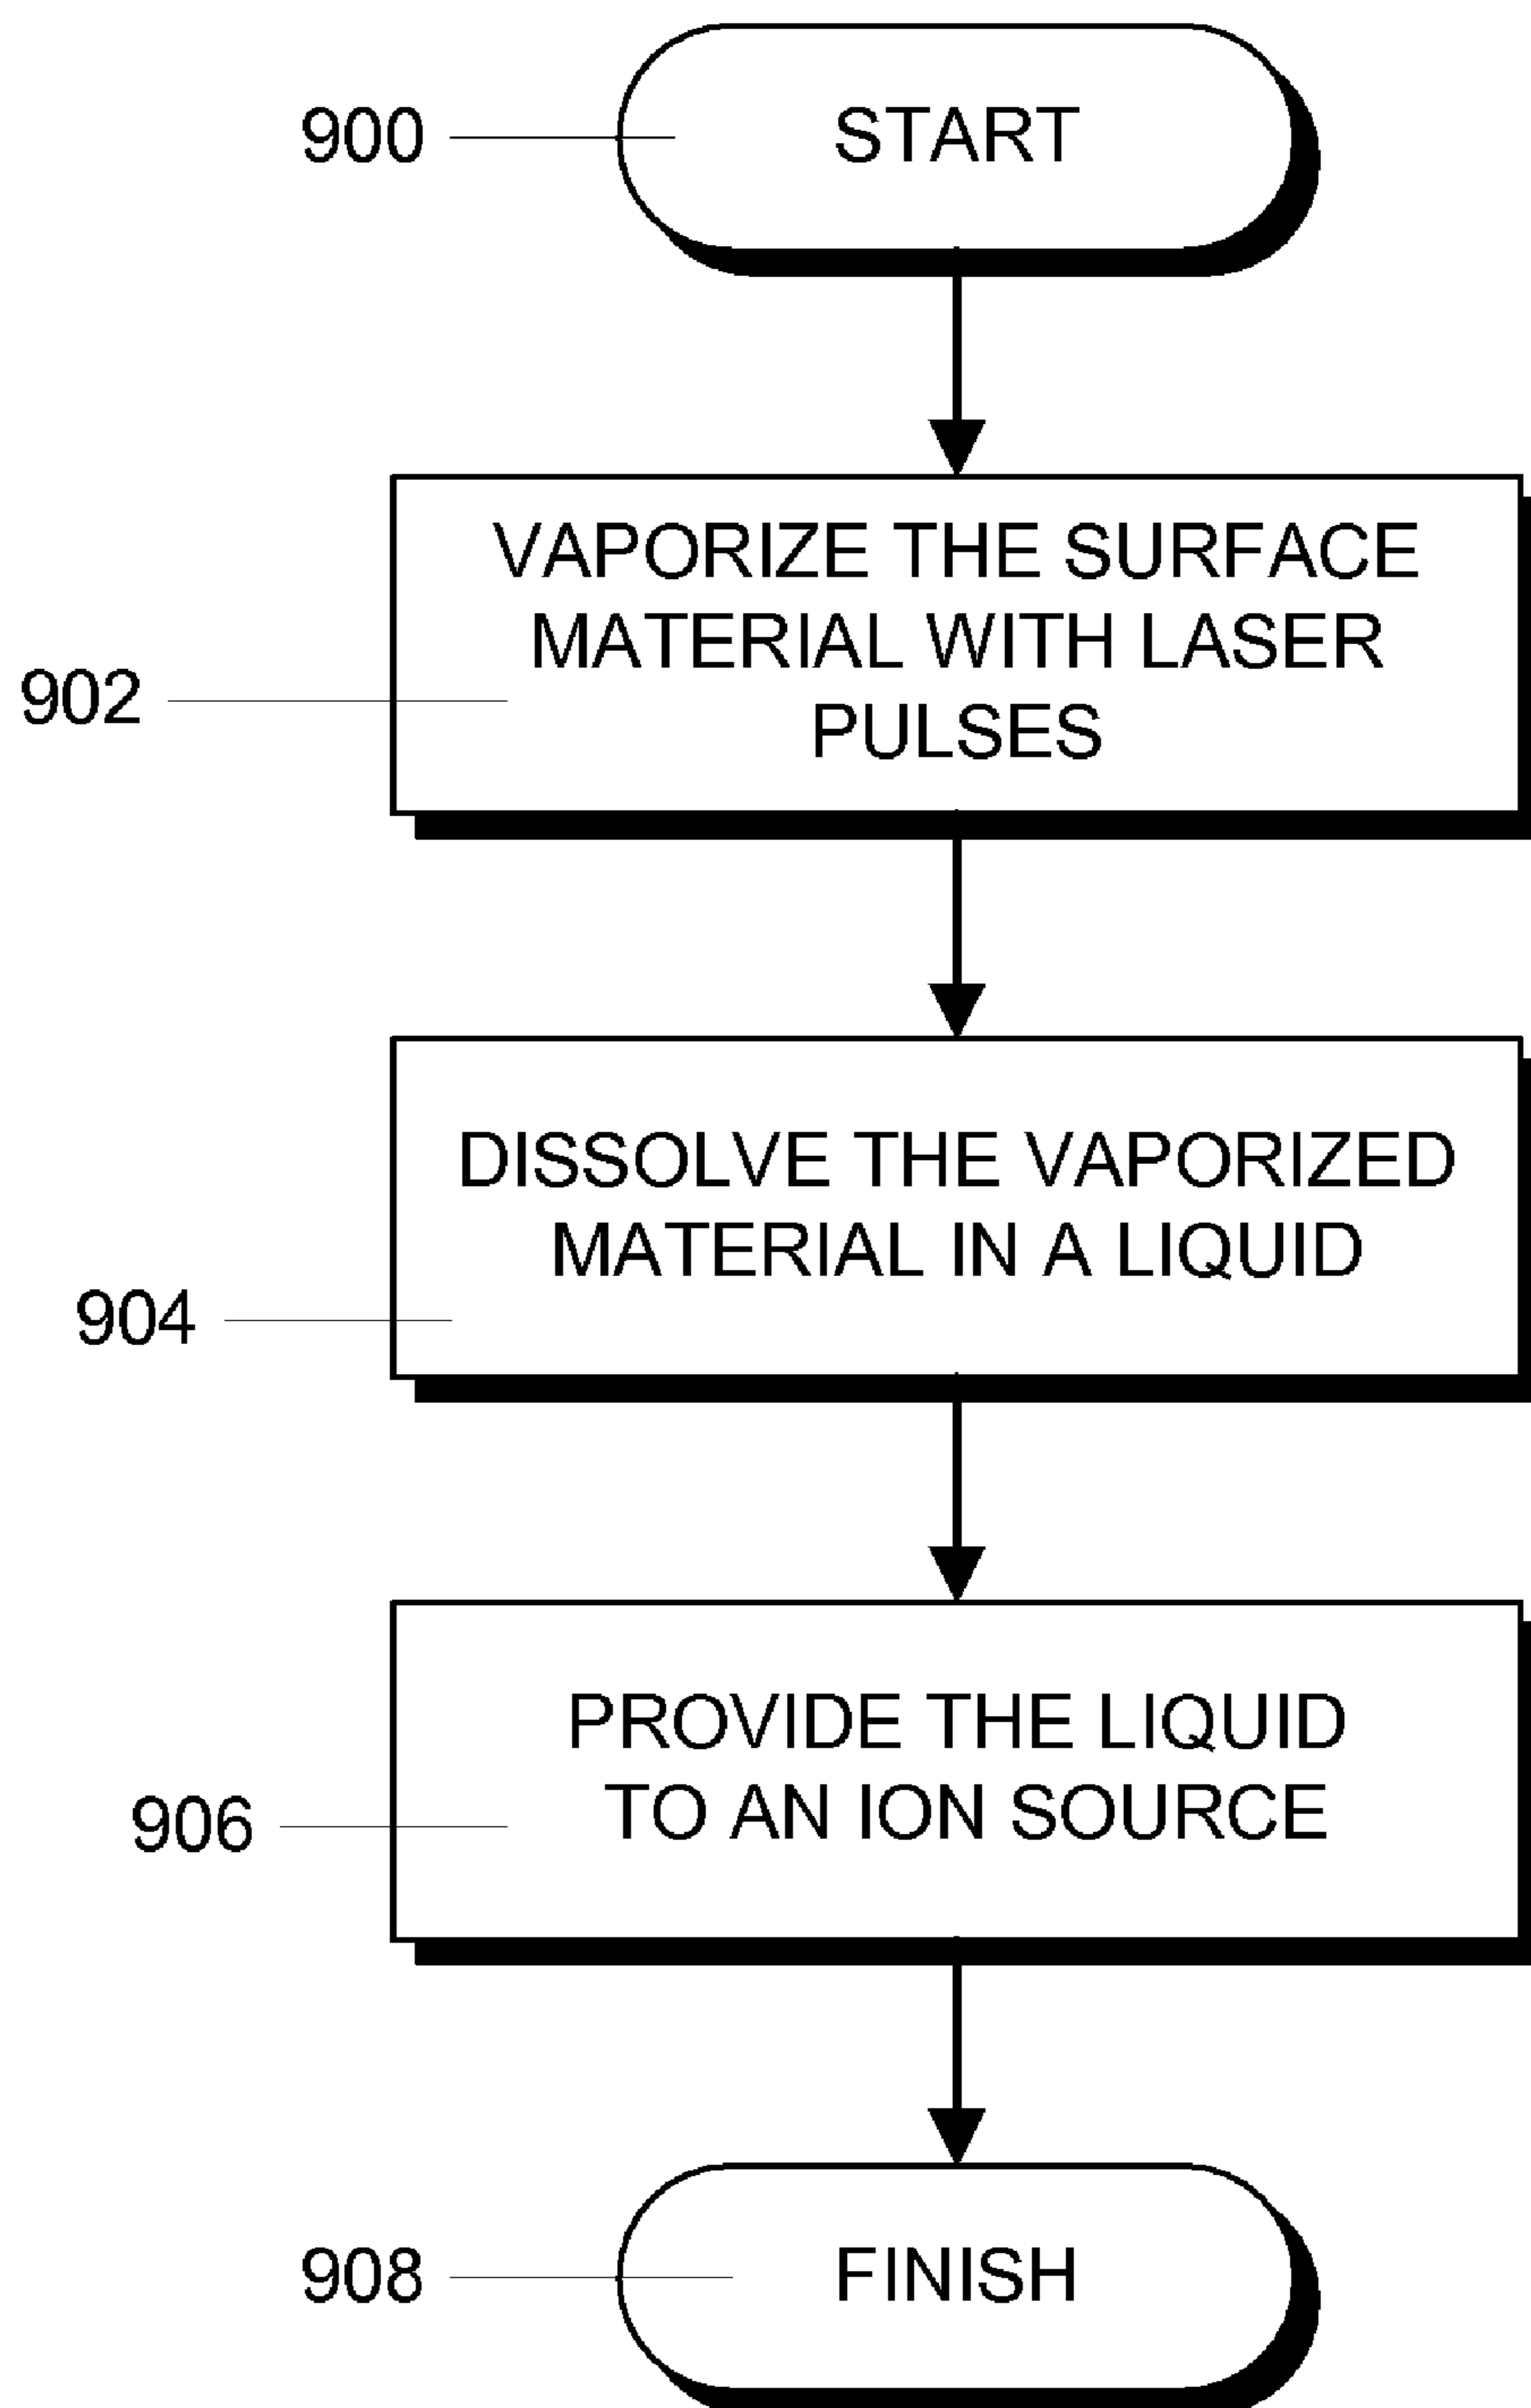 900
START
VAPORIZE THE SURFACE
MATERIAL WITH LASER
PULSES
902
DISSOLVE THE VAPORIZED
MATERIAL IN A LIQUID
904
PROVIDE THE LIQUID
TO AN ION SOURCE
906
908
FINISH